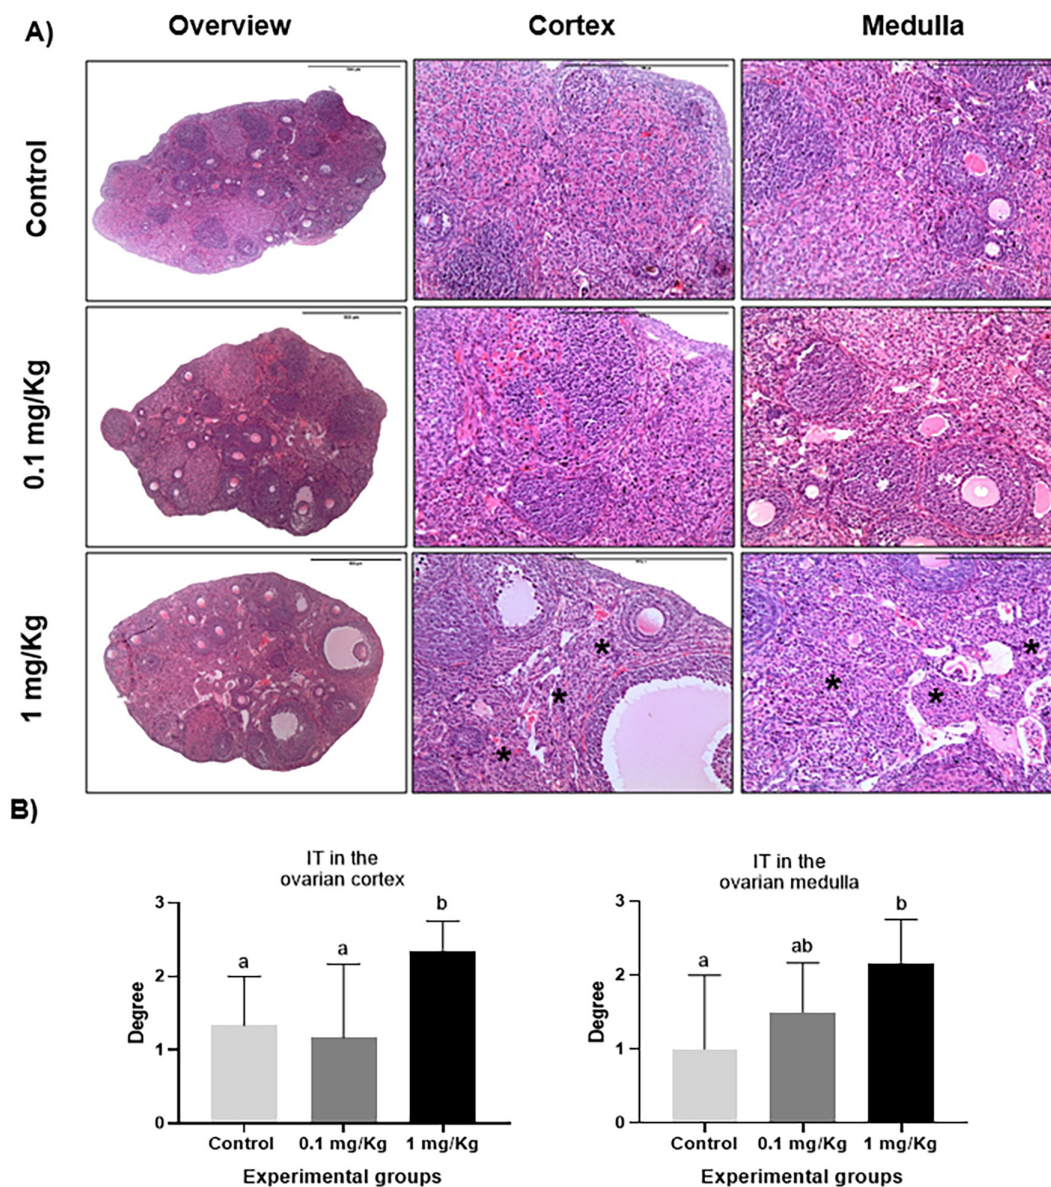 A)
Overview
Cortex
Medulla
Control
0.1 mg/Kg
1 mg/Kg
*
*
*
*
*
*
B)
IT in the
ovarian cortex
Degree
3
2
1
0
a
a
b
Control
0.1 mg/Kg
1 mg/Kg
Experimental groups
IT in the
ovarian medulla
Degree
3
2
1
0
a
ab
b
Control
0.1 mg/Kg
1 mg/Kg
Experimental groups